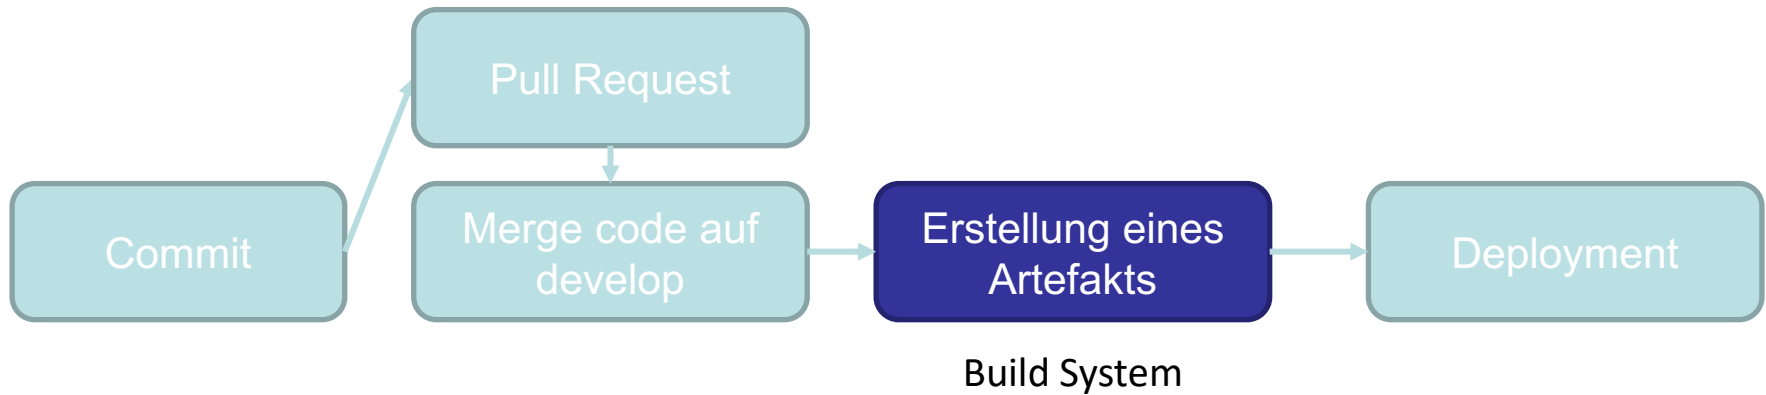 Pull Request
Commit
Merge code auf
develop
Erstellung eines
Artefakts
Deployment
Build System